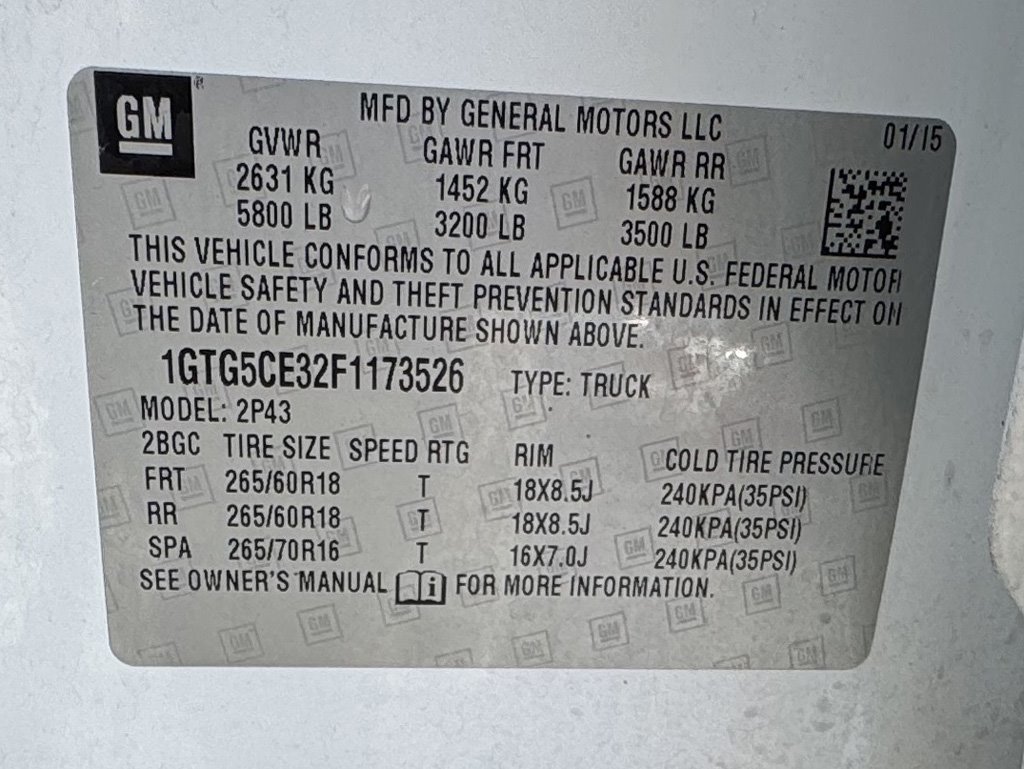 GM
MFD BY GENERAL MOTORS LLC 01/15
GVWR GAWR FRT GAWR RR
2631 KG 1452 KG 1588 KG
5800 LB 3200 LB 3500 LB
THIS VEHICLE CONFORMS TO ALL APPLICABLE U.S. FEDERAL MOTOR
VEHICLE SAFETY AND THEFT PREVENTION STANDARDS IN EFFECT ON
THE DATE OF MANUFACTURE SHOWN ABOVE.
1GTG5CE32F1173526 TYPE: TRUCK
MODEL: 2P43
2BGC TIRE SIZE SPEED RTG RIM COLD TIRE PRESSURE
FRT 265/60R18 T 18X8.5J 240KPA(35PSI)
RR 265/60R18 T 18X8.5J 240KPA(35PSI)
SPA 265/70R16 T 16X7.0J 240KPA(35PSI)
SEE OWNER'S MANUAL i FOR MORE INFORMATION.